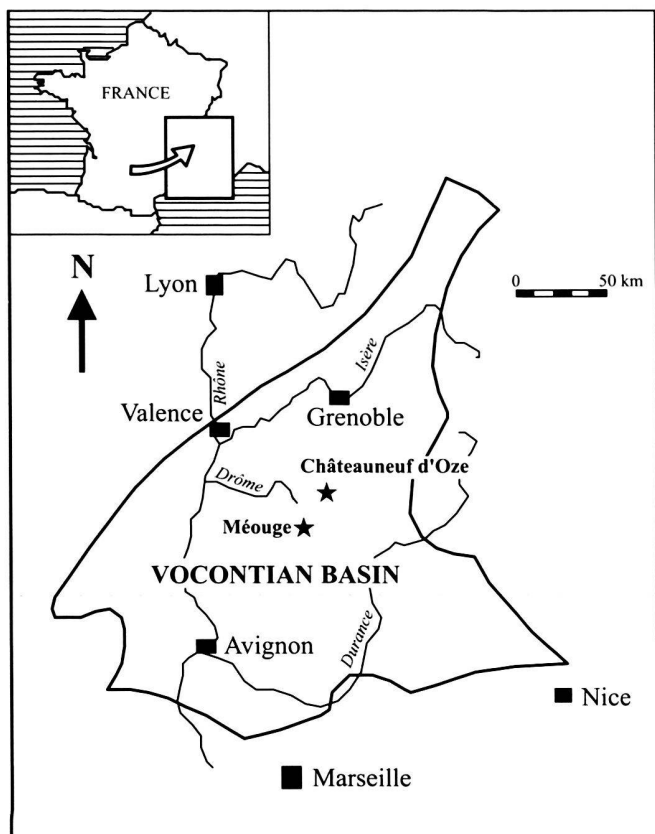 FRANCE
N
Lyon
0 50 km
Rhône
Isère
Valence
Grenoble
Châteauneuf d'Oze
Drôme
Méouge
VOCONTIAN BASIN
Avignon
Durance
Nice
Marseille